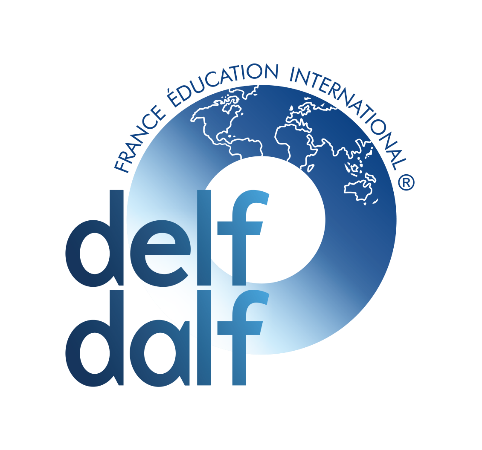 FRANCE ÉDUCATION INTERNATIONAL ®
delf
dalf